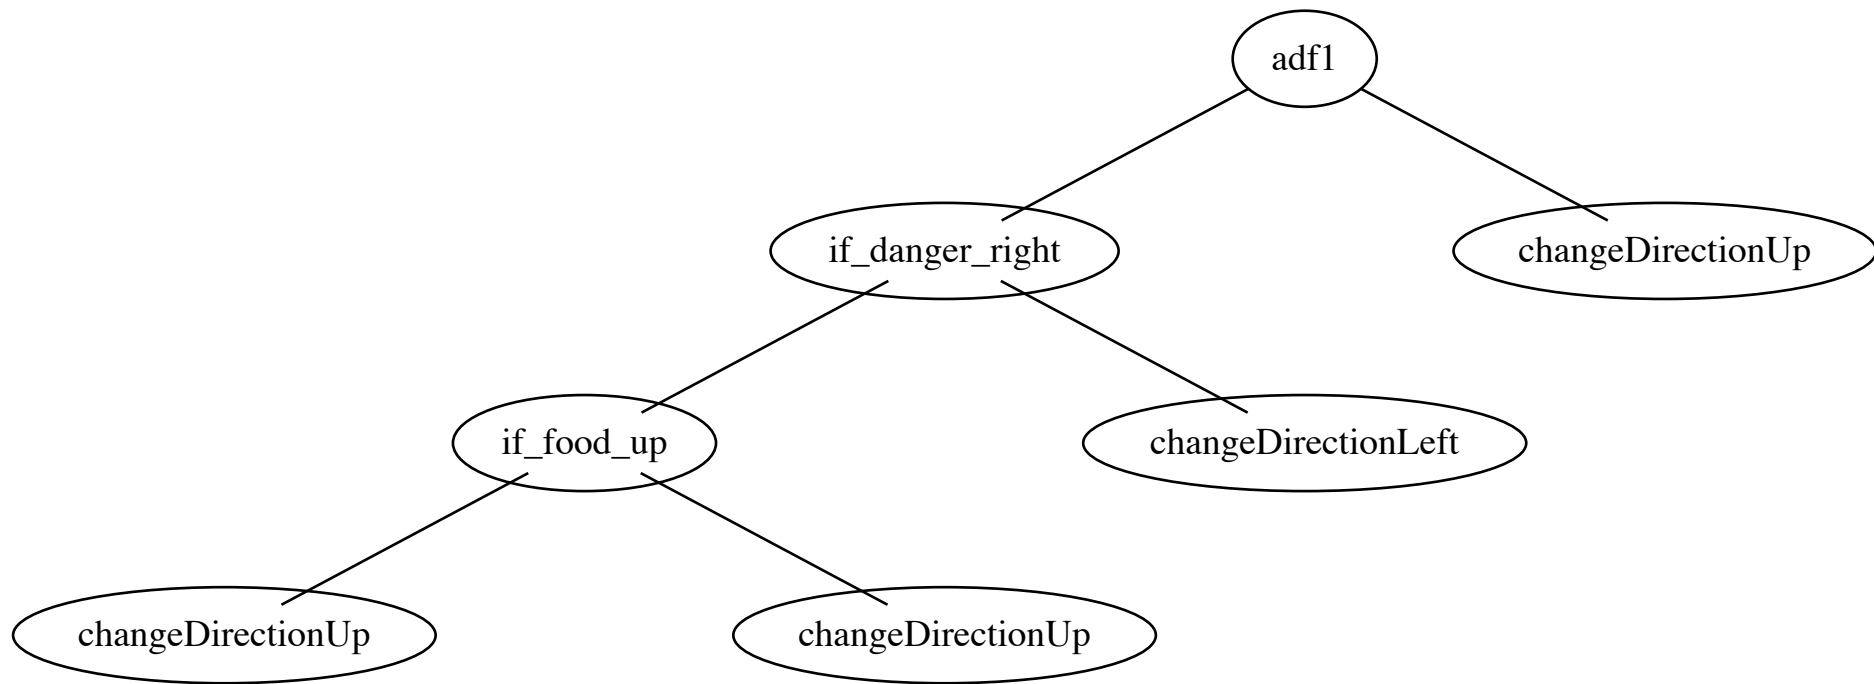 adf1
if_danger_right
changeDirectionUp
if_food_up
changeDirectionLeft
changeDirectionUp
changeDirectionUp